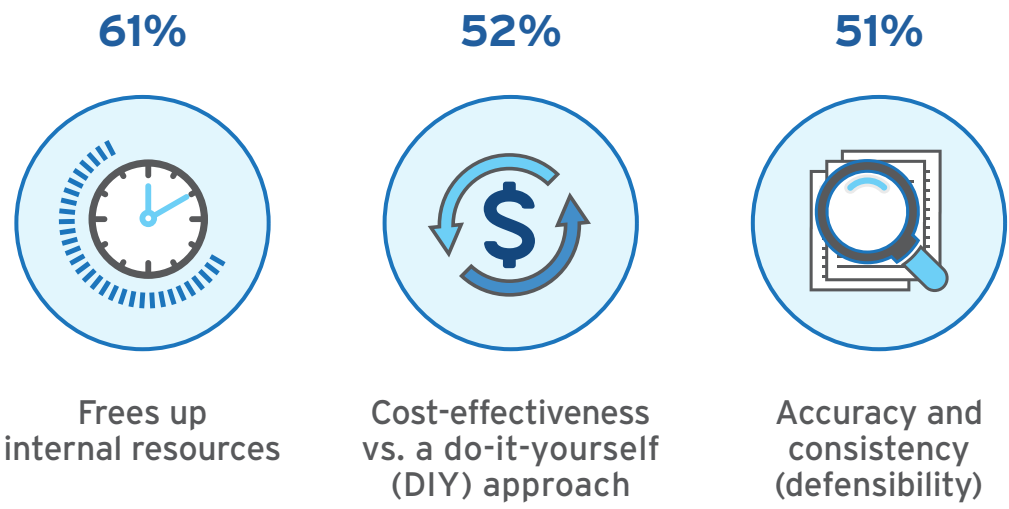 61%
52%
51%
Frees up
internal resources
Cost-effectiveness
vs. a do-it-yourself
(DIY) approach
Accuracy and
consistency
(defensibility)